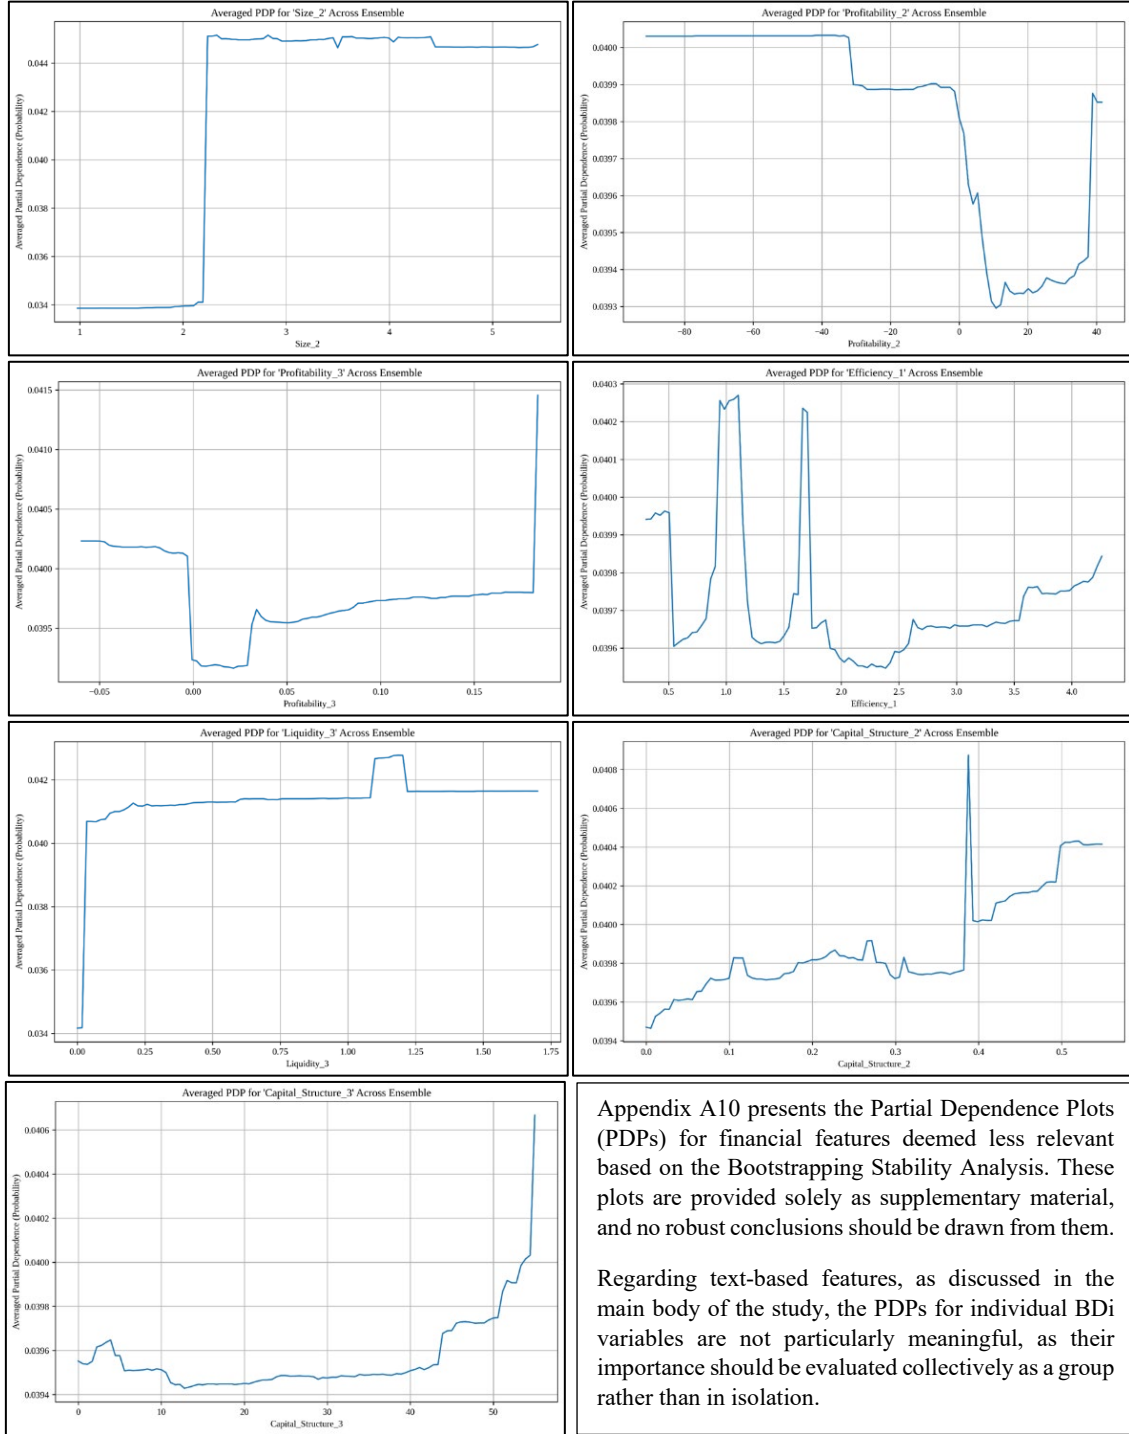 Averaged PDP for 'Size_2' Across Ensemble
Averaged Partial Dependence (Probability)
0.044
0.042
0.040
0.038
0.036
0.034
1 2 3 4 5
Size_2
Averaged PDP for 'Profitability_2' Across Ensemble
Averaged Partial Dependence (Probability)
0.0400
0.0399
0.0398
0.0397
0.0396
0.0395
0.0394
0.0393
−80 −60 −40 −20 0 20 40
Profitability_2
Averaged PDP for 'Profitability_3' Across Ensemble
Averaged Partial Dependence (Probability)
0.0415
0.0410
0.0405
0.0400
0.0395
−0.05 0.00 0.05 0.10 0.15
Profitability_3
Averaged PDP for 'Efficiency_1' Across Ensemble
Averaged Partial Dependence (Probability)
0.0403
0.0402
0.0401
0.0400
0.0399
0.0398
0.0397
0.0396
0.5 1.0 1.5 2.0 2.5 3.0 3.5 4.0
Efficiency_1
Averaged PDP for 'Liquidity_3' Across Ensemble
Averaged Partial Dependence (Probability)
0.042
0.040
0.038
0.036
0.034
0.00 0.25 0.50 0.75 1.00 1.25 1.50 1.75
Liquidity_3
Averaged PDP for 'Capital_Structure_2' Across Ensemble
Averaged Partial Dependence (Probability)
0.0408
0.0406
0.0404
0.0402
0.0400
0.0398
0.0396
0.0394
0.0 0.1 0.2 0.3 0.4 0.5
Capital_Structure_2
Averaged PDP for 'Capital_Structure_3' Across Ensemble
Averaged Partial Dependence (Probability)
0.0406
0.0404
0.0402
0.0400
0.0398
0.0396
0.0394
0 10 20 30 40 50
Capital_Structure_3
Appendix A10 presents the Partial Dependence Plots
(PDPs) for financial features deemed less relevant
based on the Bootstrapping Stability Analysis. These
plots are provided solely as supplementary material,
and no robust conclusions should be drawn from them.
Regarding text-based features, as discussed in the
main body of the study, the PDPs for individual BDi
variables are not particularly meaningful, as their
importance should be evaluated collectively as a group
rather than in isolation.